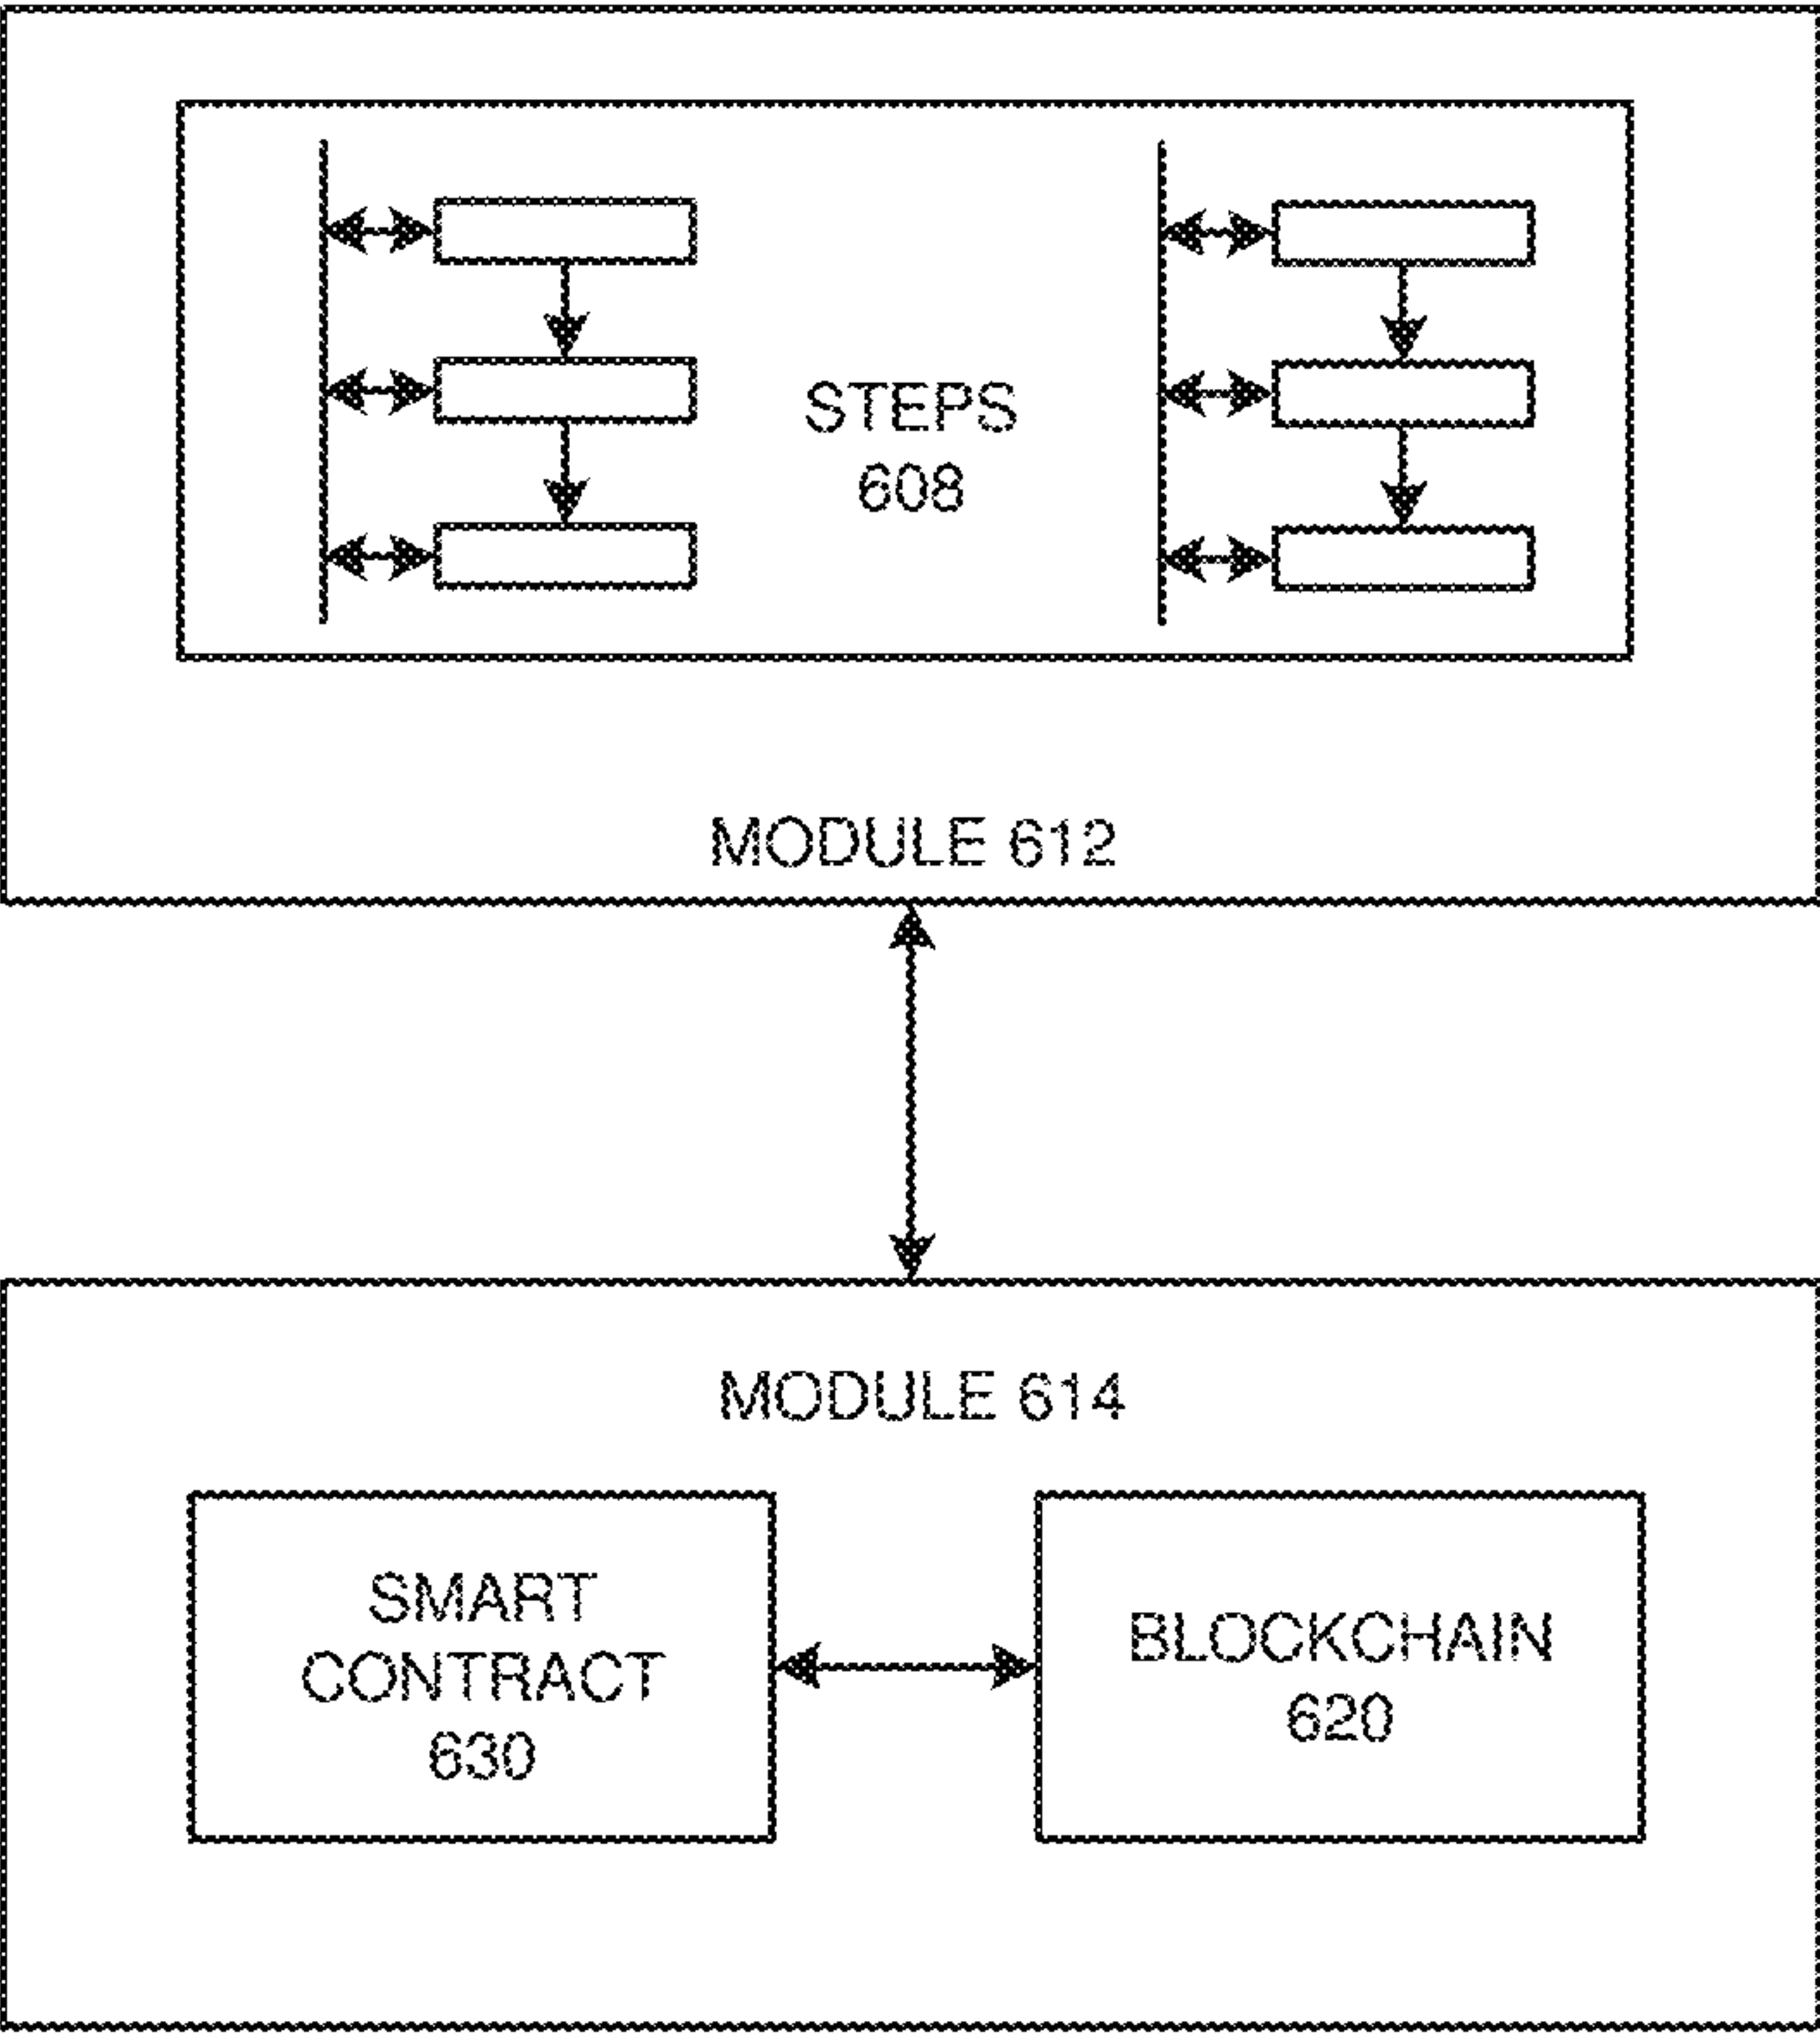 STEPS
608
MODULE 612
MODULE 614
SMART
CONTRACT
630
BLOCKCHAIN
620